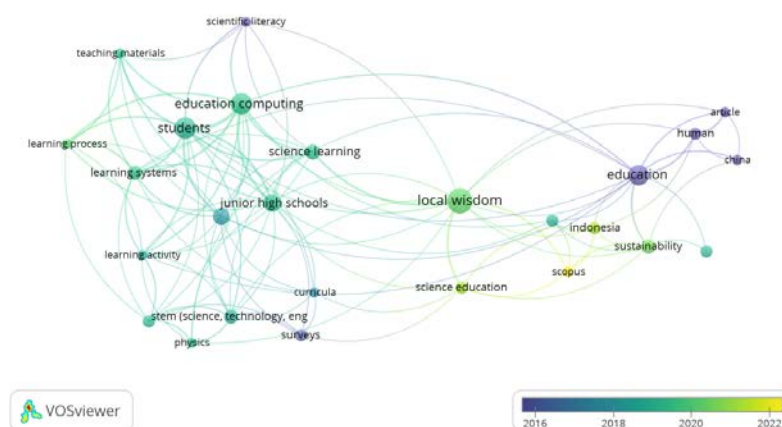 scientific literacy
teaching materials
education computing
students
learning process
science learning
learning systems
junior high schools
learning activity
curricula
stem (science, technology, eng
physics
surveys
local wisdom
science education
article
human
china
education
indonesia
sustainability
scopus
VOSviewer
2016 2018 2020 2022